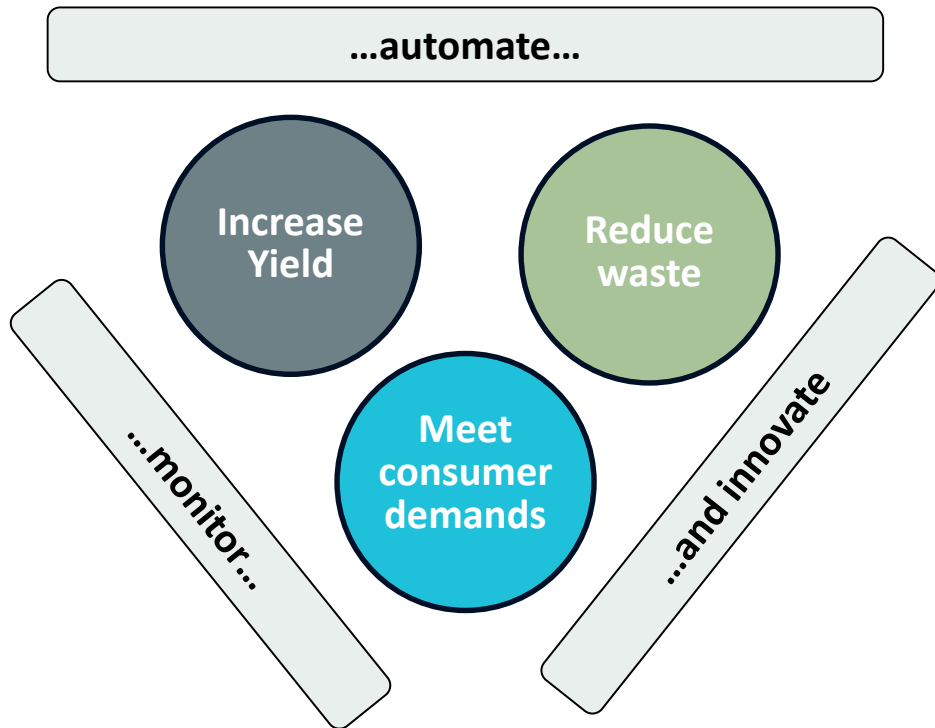 …automate…
Increase
Yield
Reduce
waste
Meet
consumer
demands
…monitor…
…and innovate